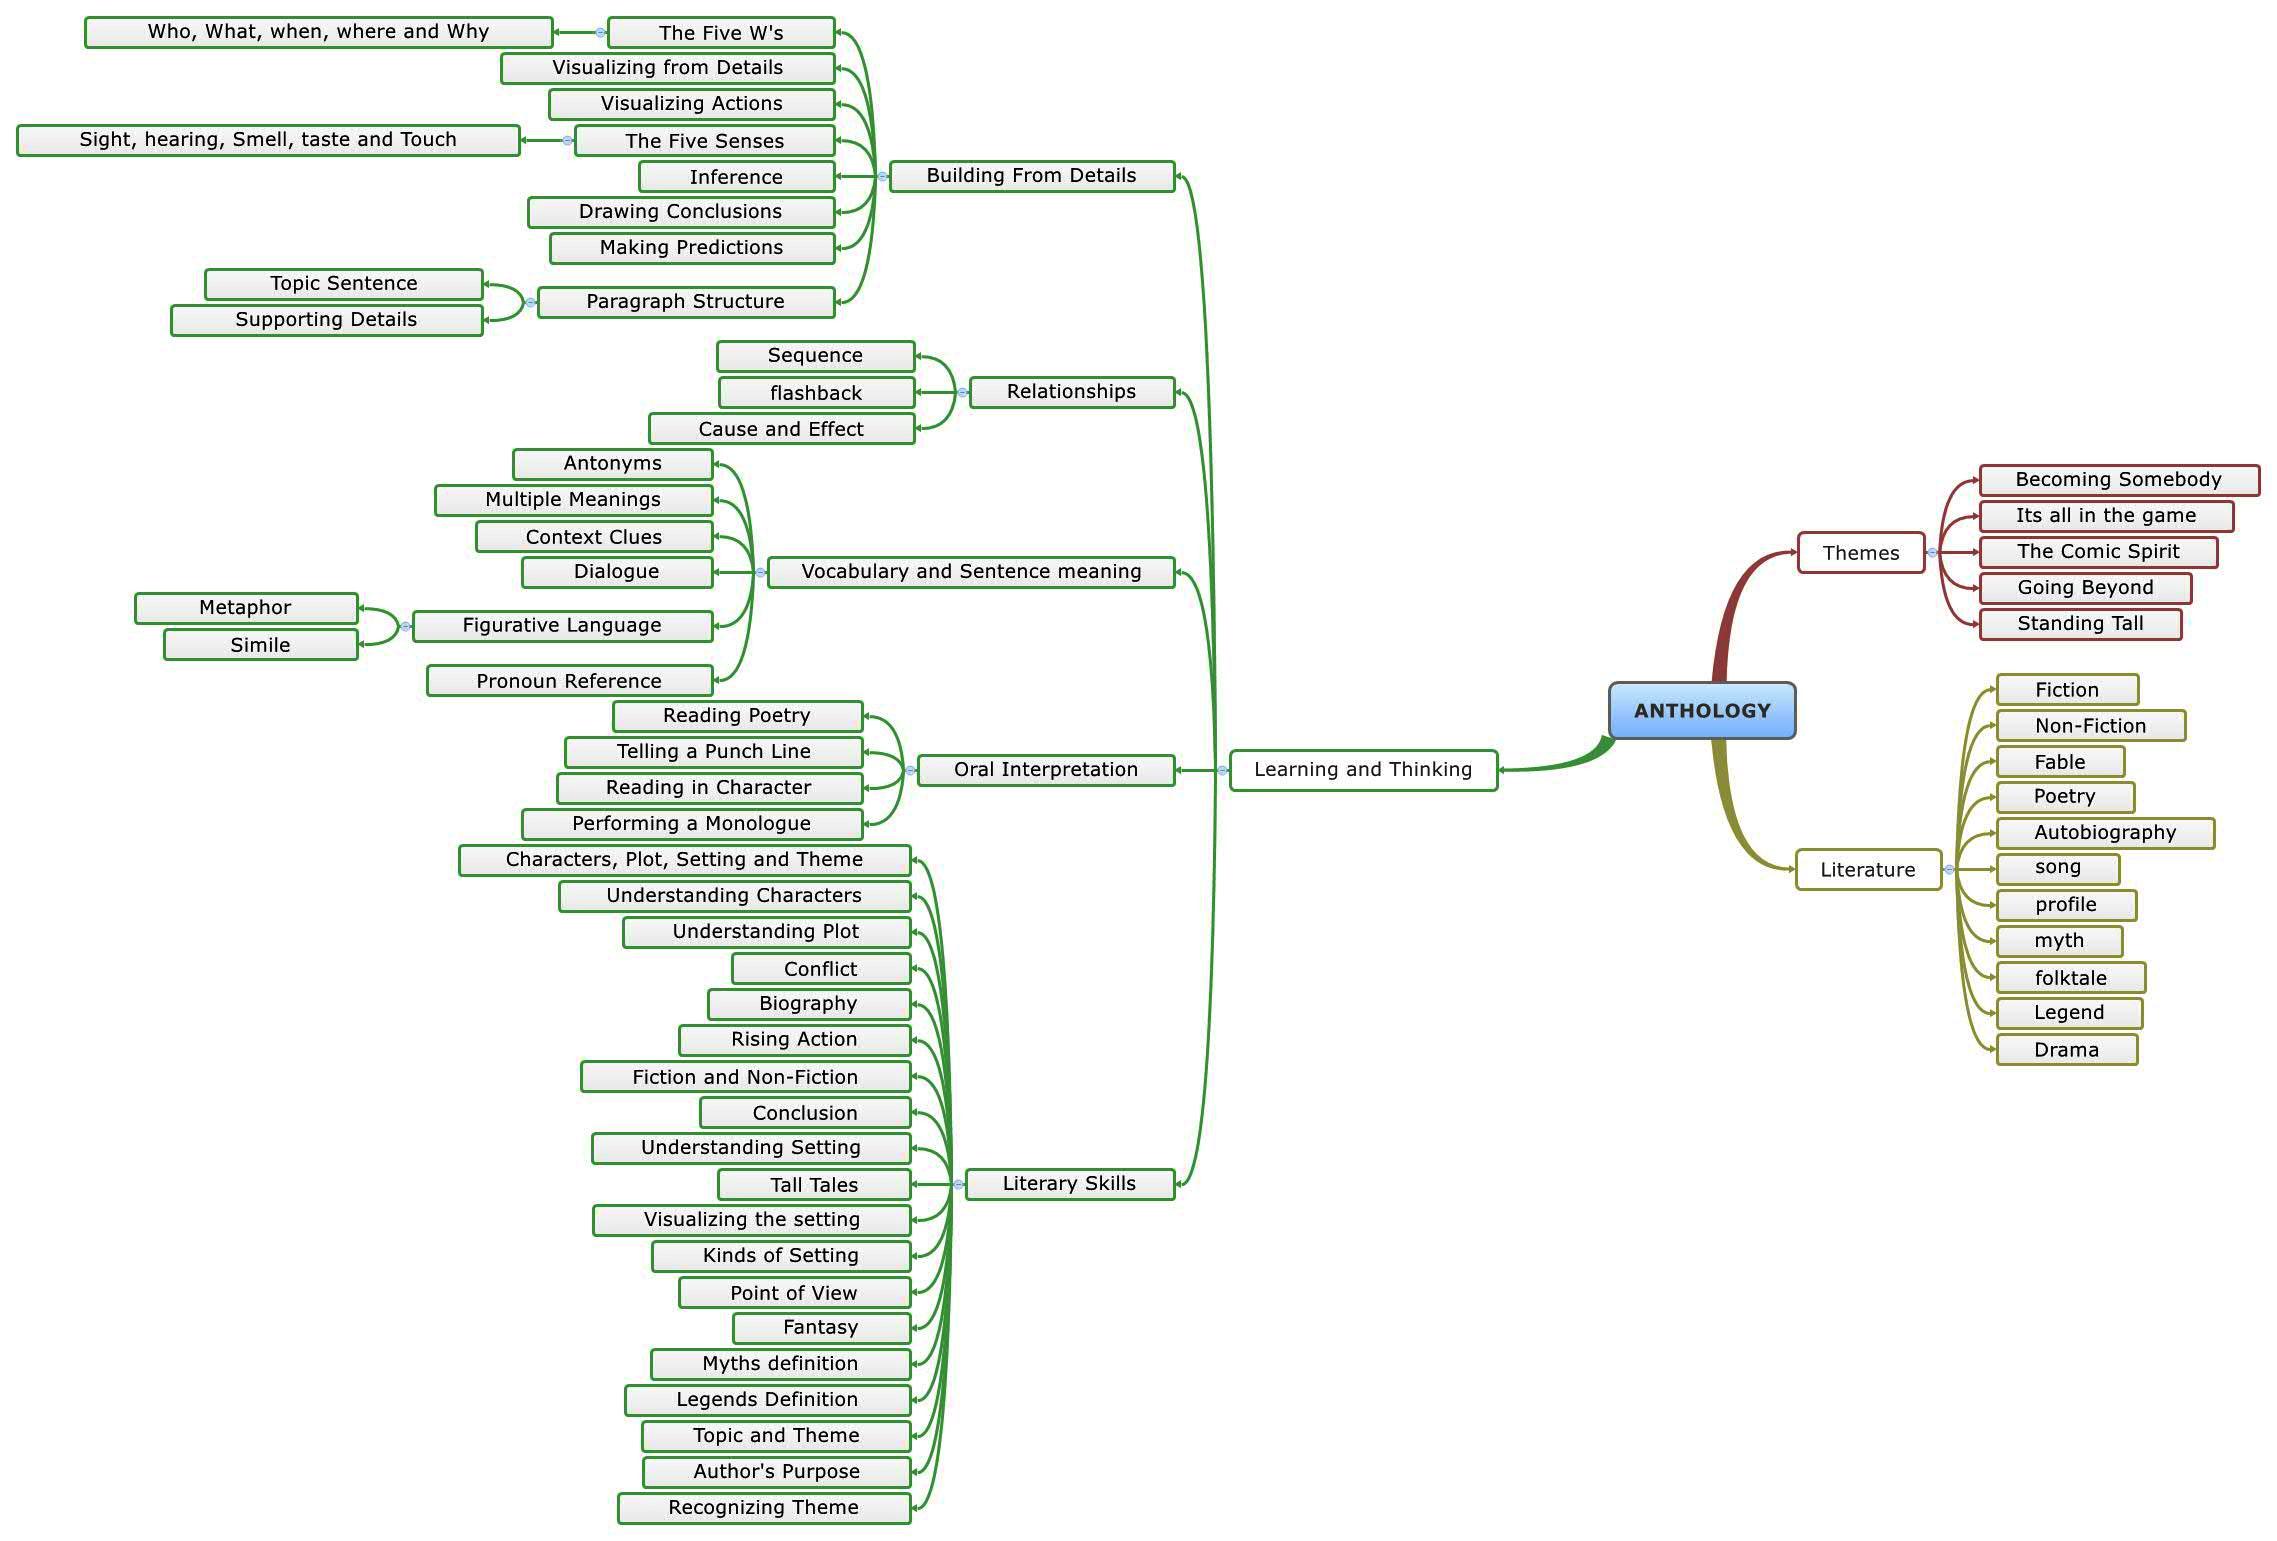 ANTHOLOGY
Themes
Becoming Somebody
Its all in the game
The Comic Spirit
Going Beyond
Standing Tall
Literature
Fiction
Non-Fiction
Fable
Poetry
Autobiography
song
profile
myth
folktale
Legend
Drama
Learning and Thinking
Building From Details
The Five W's
Who, What, when, where and Why
Visualizing from Details
Visualizing Actions
The Five Senses
Sight, hearing, Smell, taste and Touch
Inference
Drawing Conclusions
Making Predictions
Paragraph Structure
Topic Sentence
Supporting Details
Relationships
Sequence
flashback
Cause and Effect
Vocabulary and Sentence meaning
Antonyms
Multiple Meanings
Context Clues
Dialogue
Figurative Language
Metaphor
Simile
Pronoun Reference
Oral Interpretation
Reading Poetry
Telling a Punch Line
Reading in Character
Performing a Monologue
Literary Skills
Characters, Plot, Setting and Theme
Understanding Characters
Understanding Plot
Conflict
Biography
Rising Action
Fiction and Non-Fiction
Conclusion
Understanding Setting
Tall Tales
Visualizing the setting
Kinds of Setting
Point of View
Fantasy
Myths definition
Legends Definition
Topic and Theme
Author's Purpose
Recognizing Theme